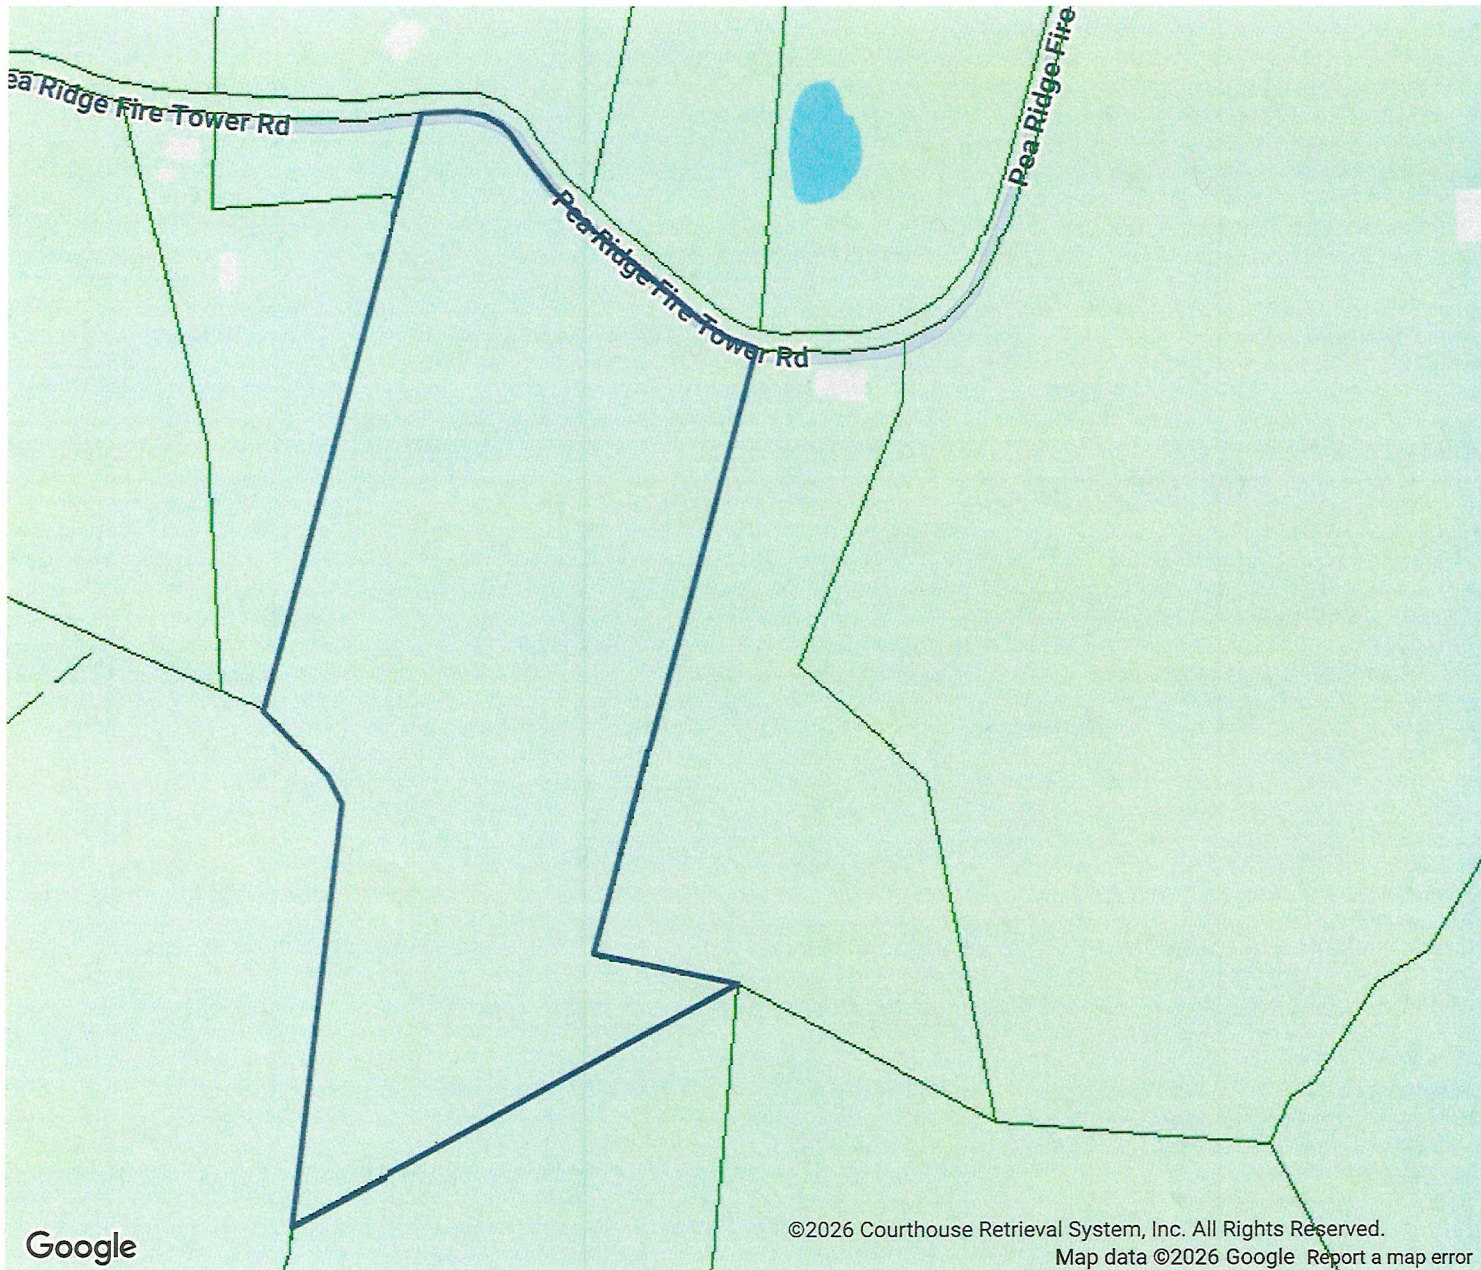 ea Ridge Fire Tower Rd
Pea Ridge Fire
Pea Ridge Fire Tower Rd
Google
©2026 Courthouse Retrieval System, Inc. All Rights Reserved.
Map data ©2026 Google Report a map error